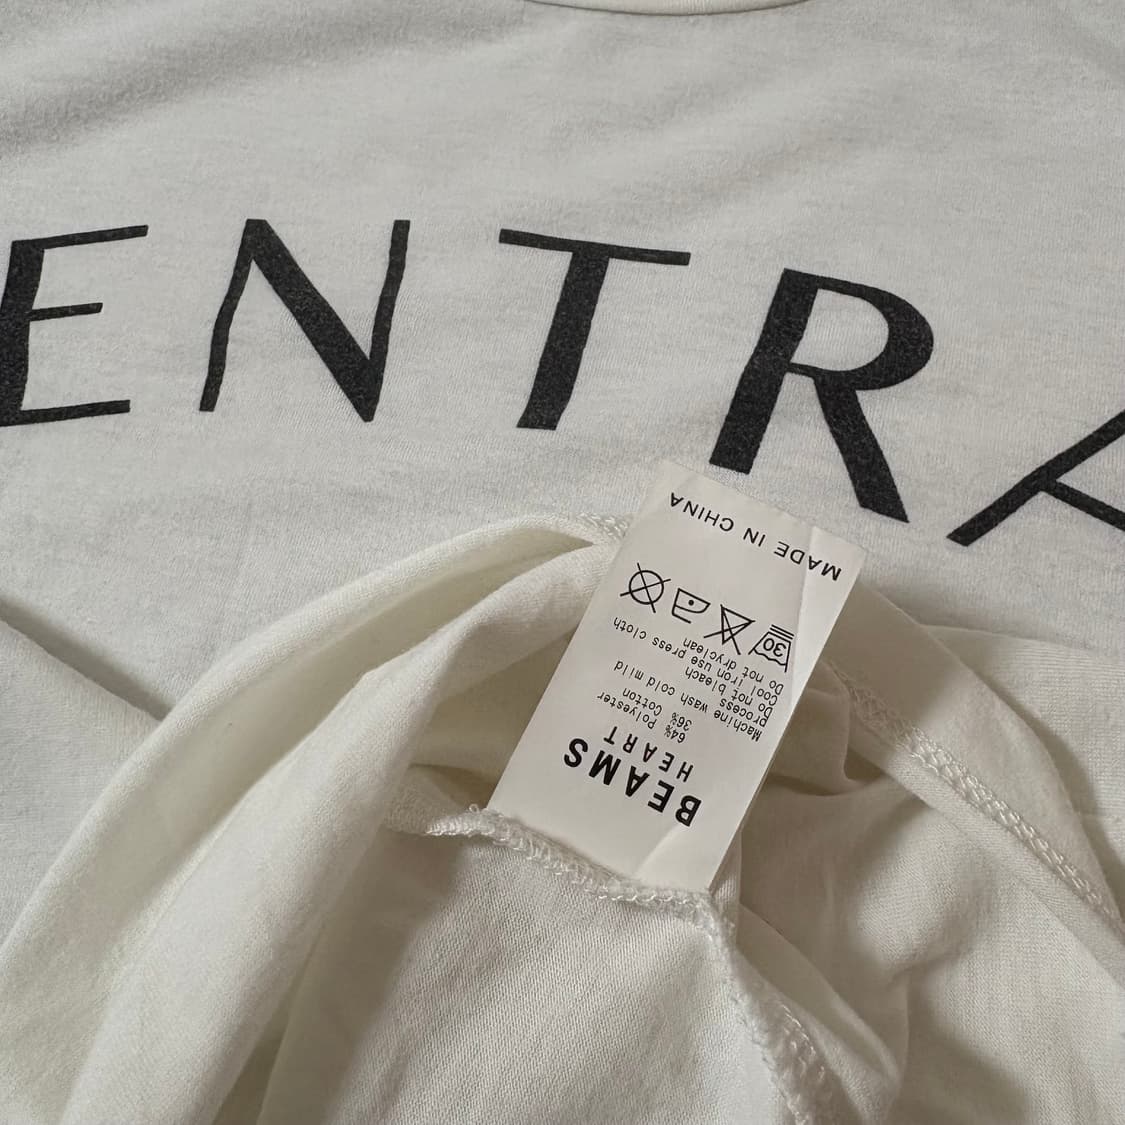 ENTRA
BEAMS
HEART
64% Polyester
36% Cotton
Machine wash cold mild
process
Do not bleach
Cool iron use press cloth
Do not dryclean
30
MADE IN CHINA